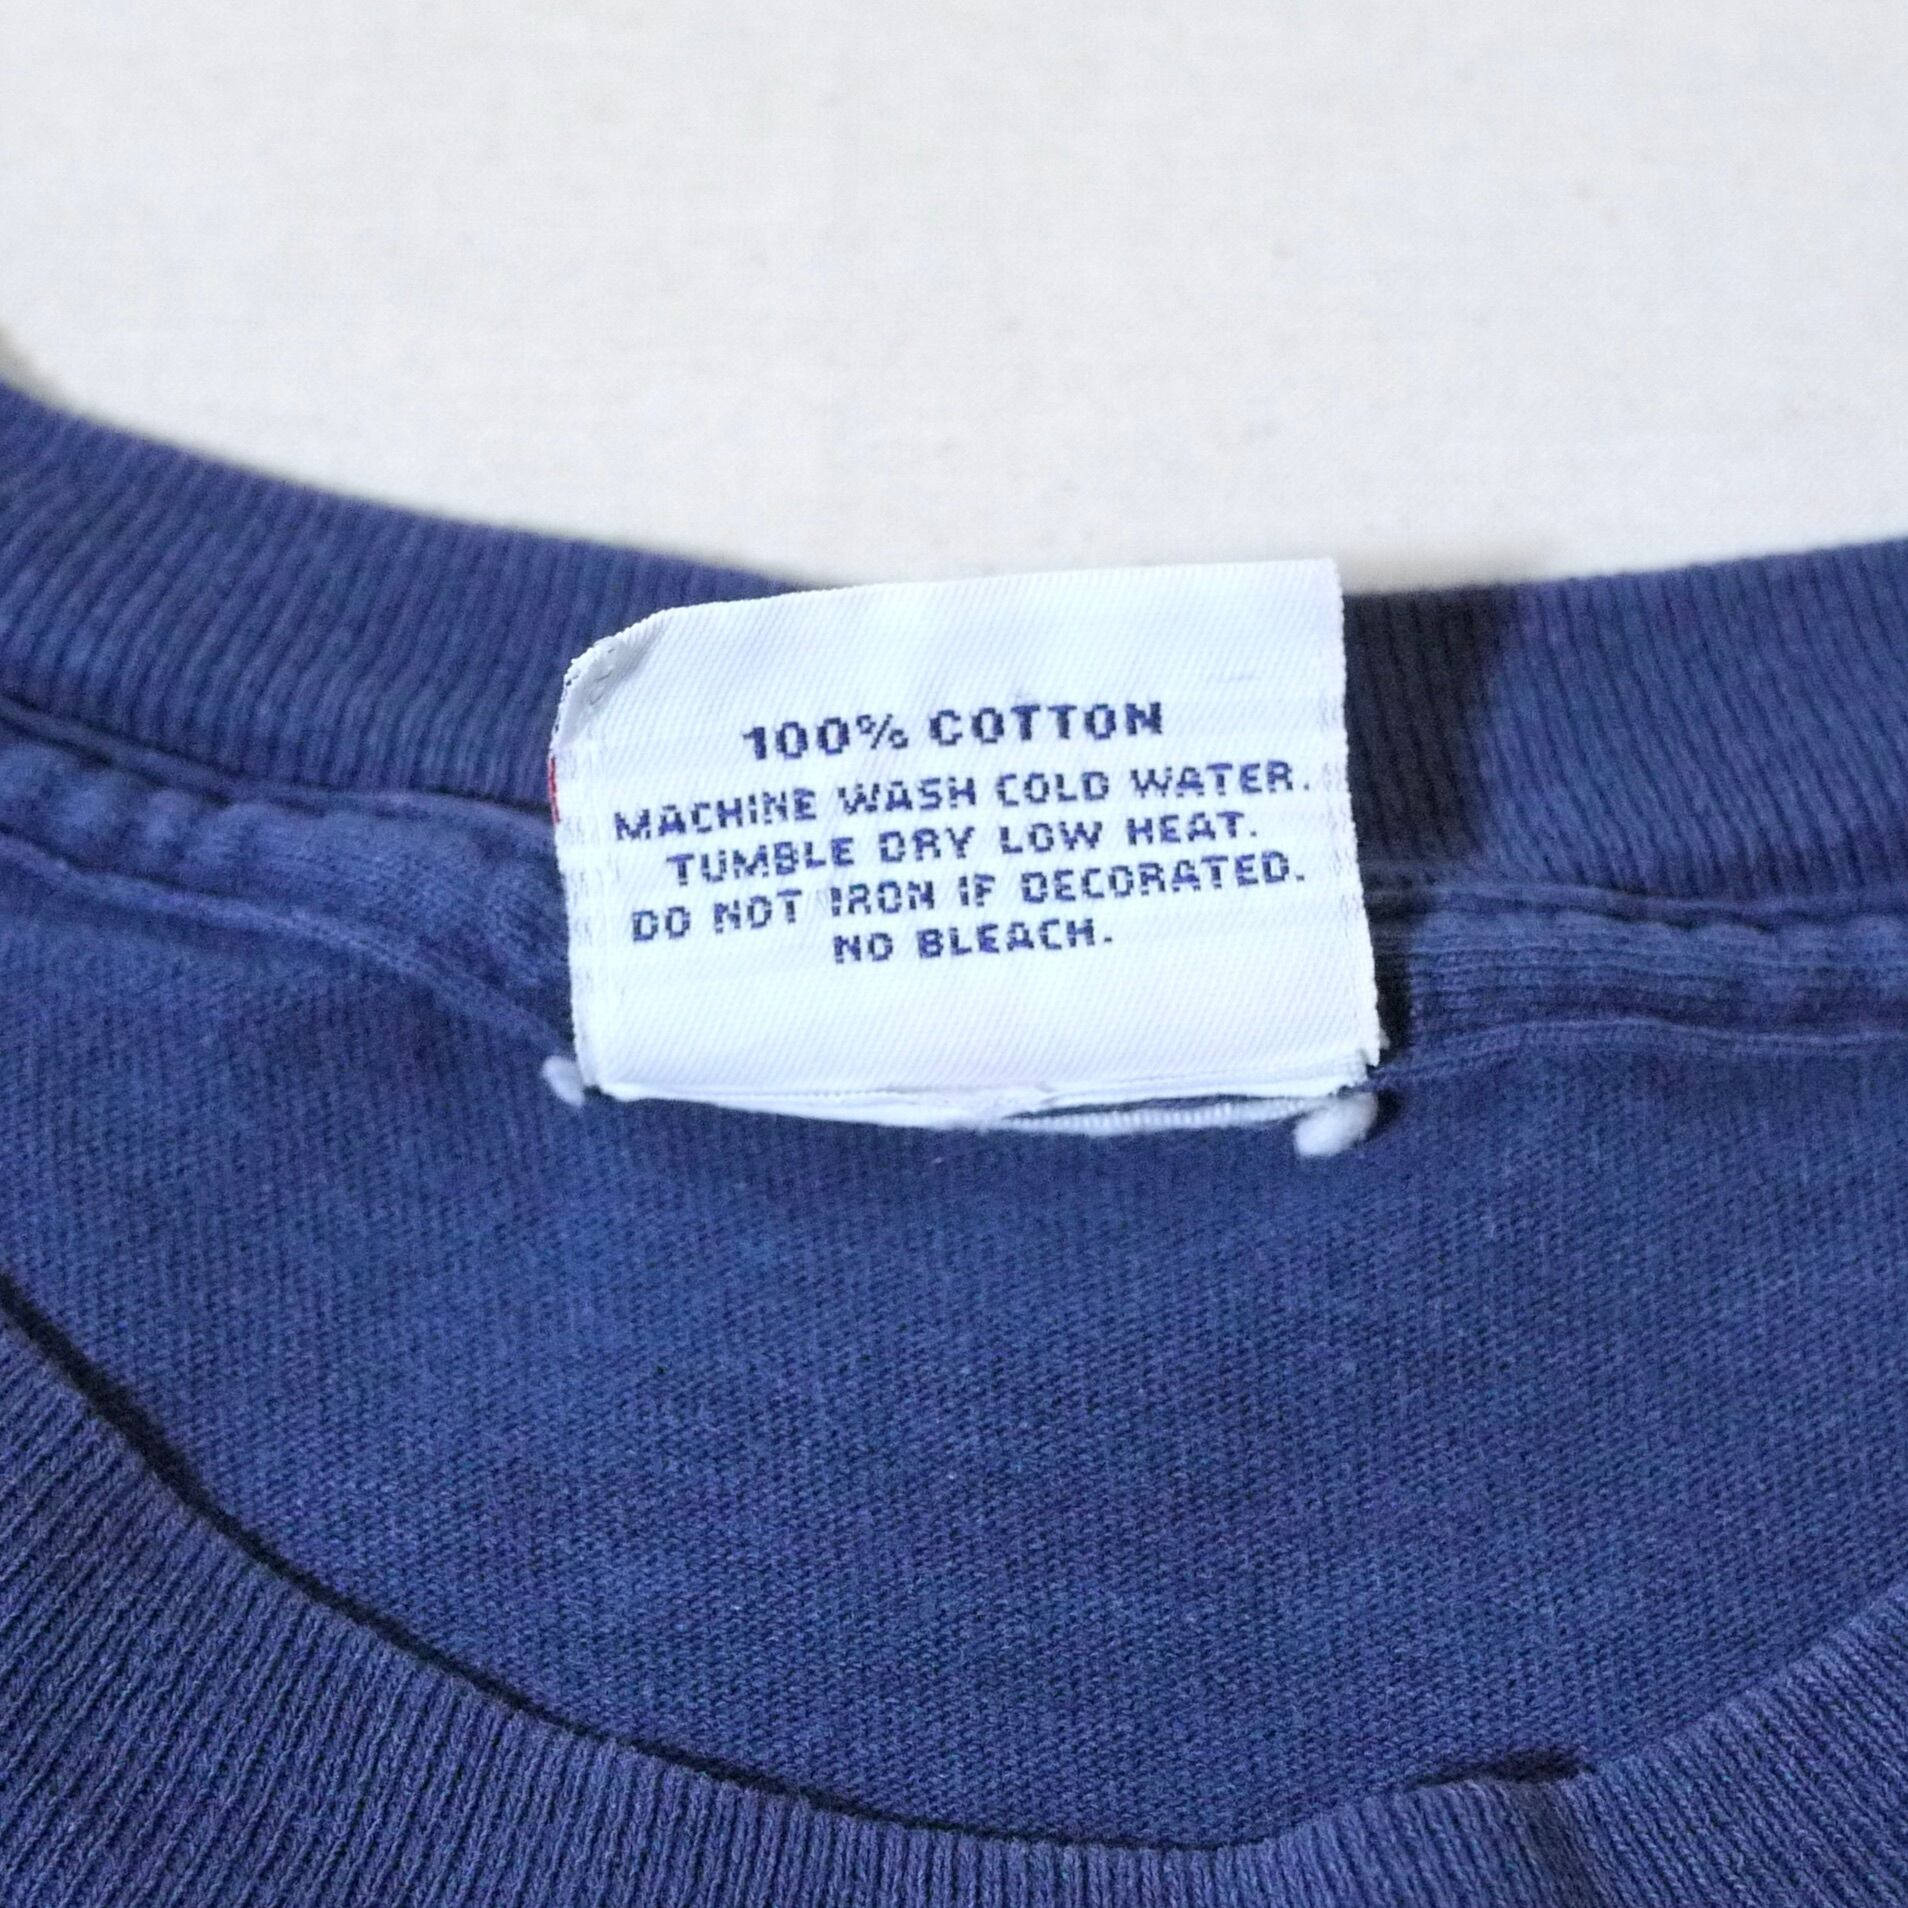 100% COTTON
MACHINE WASH COLD WATER.
TUMBLE DRY LOW HEAT.
DO NOT IRON IF DECORATED.
NO BLEACH.